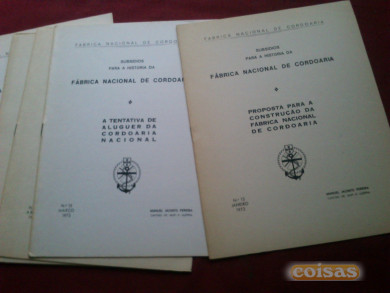 FÁBRICA NACIONAL DE CORDOARIA
SUBSÍDIOS
PARA A HISTÓRIA DA
FÁBRICA NACIONAL DE CORDOARIA
A TENTATIVA DE
ALUGUER DA
CORDOARIA
NACIONAL
MARÇO
FÁBRICA NACIONAL DE CORDOARIA
SUBSÍDIOS
PARA A HISTÓRIA DA
FÁBRICA NACIONAL DE CORDOARIA
PROPOSTA PARA A
CONSTRUÇÃO DA
FÁBRICA NACIONAL
DE CORDOARIA
coisas